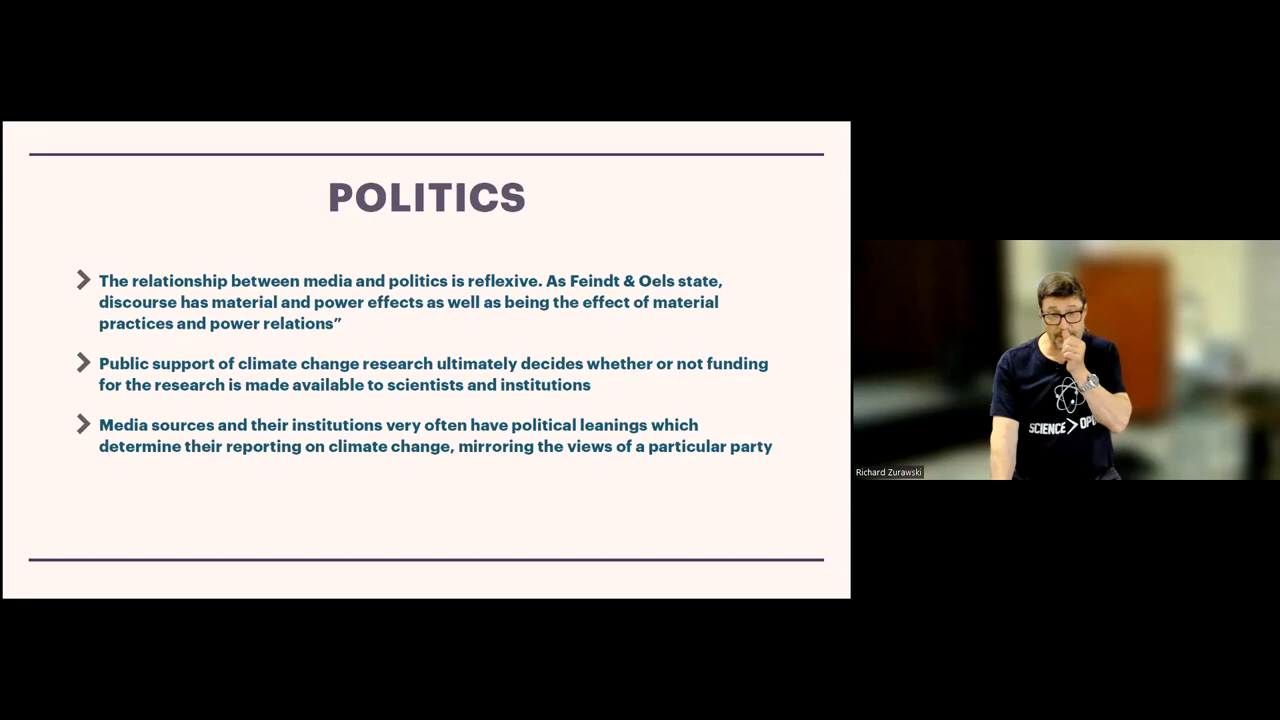 POLITICS
The relationship between media and politics is reflexive. As Feindt & Oels state,
discourse has material and power effects as well as being the effect of material
practices and power relations”
Public support of climate change research ultimately decides whether or not funding
for the research is made available to scientists and institutions
Media sources and their institutions very often have political leanings which
determine their reporting on climate change, mirroring the views of a particular party
SCIENCE > OP
Richard Zurawski